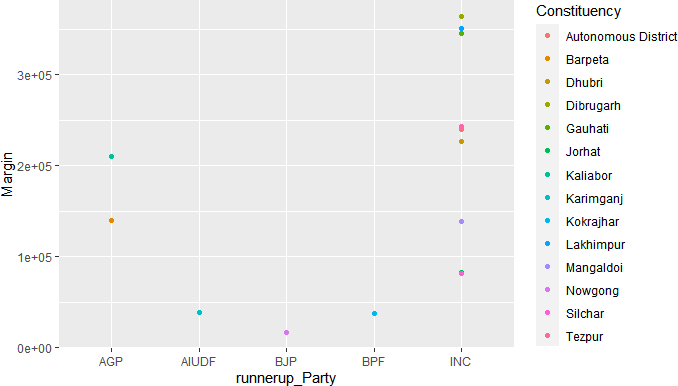 Margin
3e+05
2e+05
1e+05
0e+00
AGP AIUDF BJP BPF INC
runnerup_Party
Constituency
Autonomous District
Barpeta
Dhubri
Dibrugarh
Gauhati
Jorhat
Kaliabor
Karimganj
Kokrajhar
Lakhimpur
Mangaldoi
Nowgong
Silchar
Tezpur